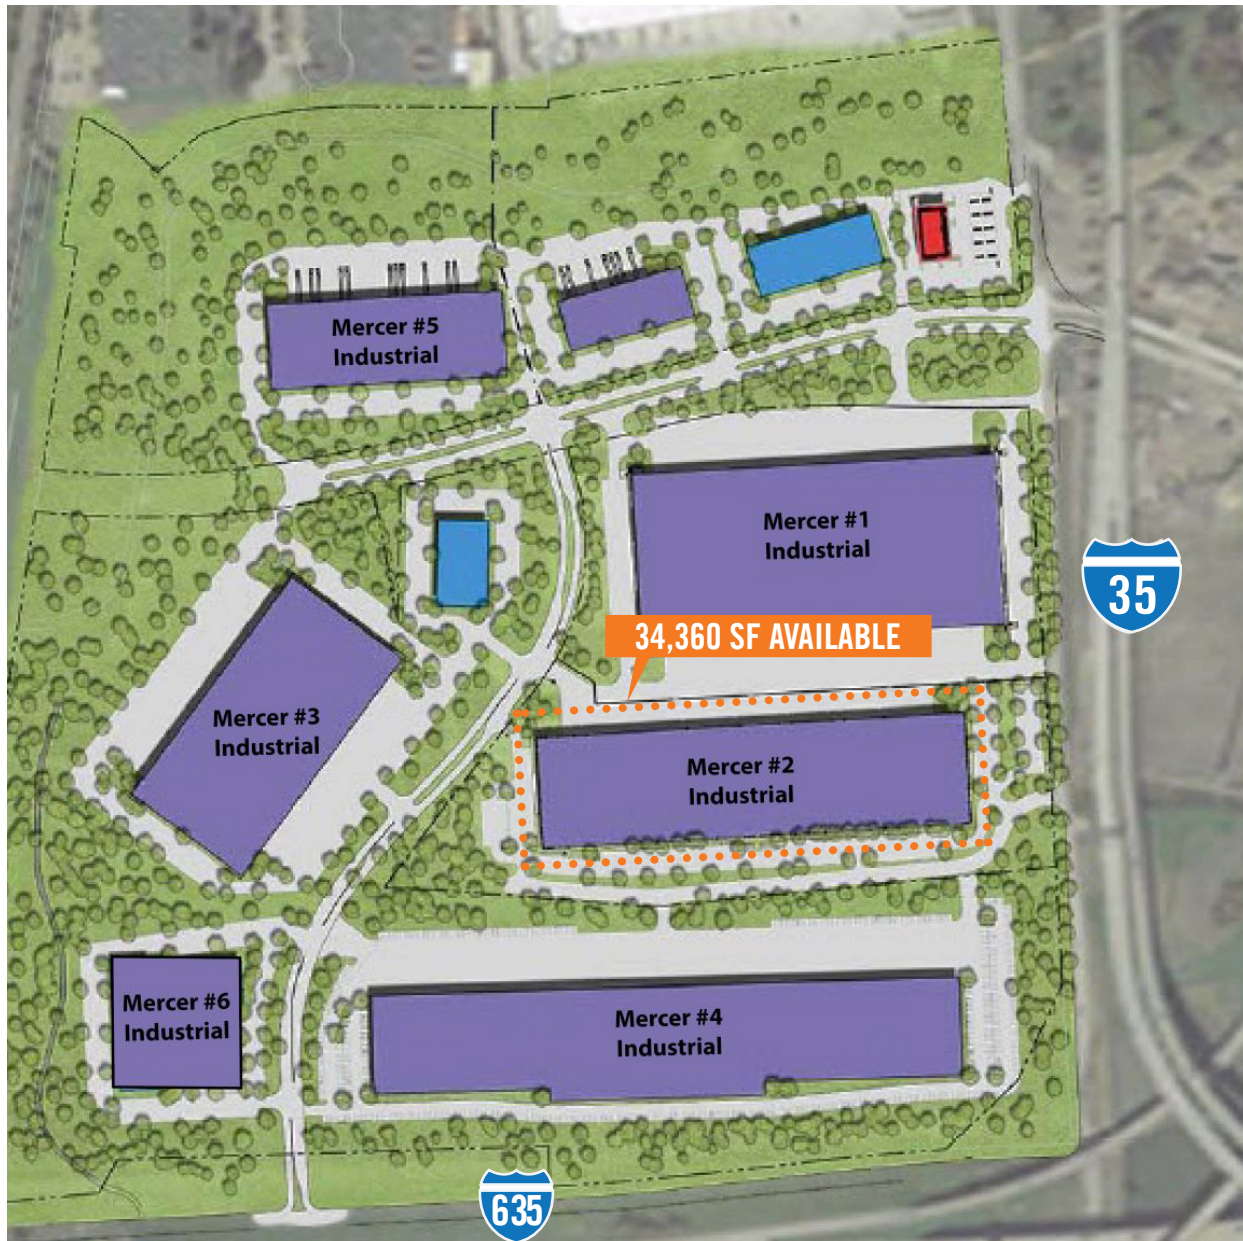 Mercer #5
Industrial
Mercer #1
Industrial
35
34,360 SF AVAILABLE
Mercer #3
Industrial
Mercer #2
Industrial
Mercer #6
Industrial
Mercer #4
Industrial
635